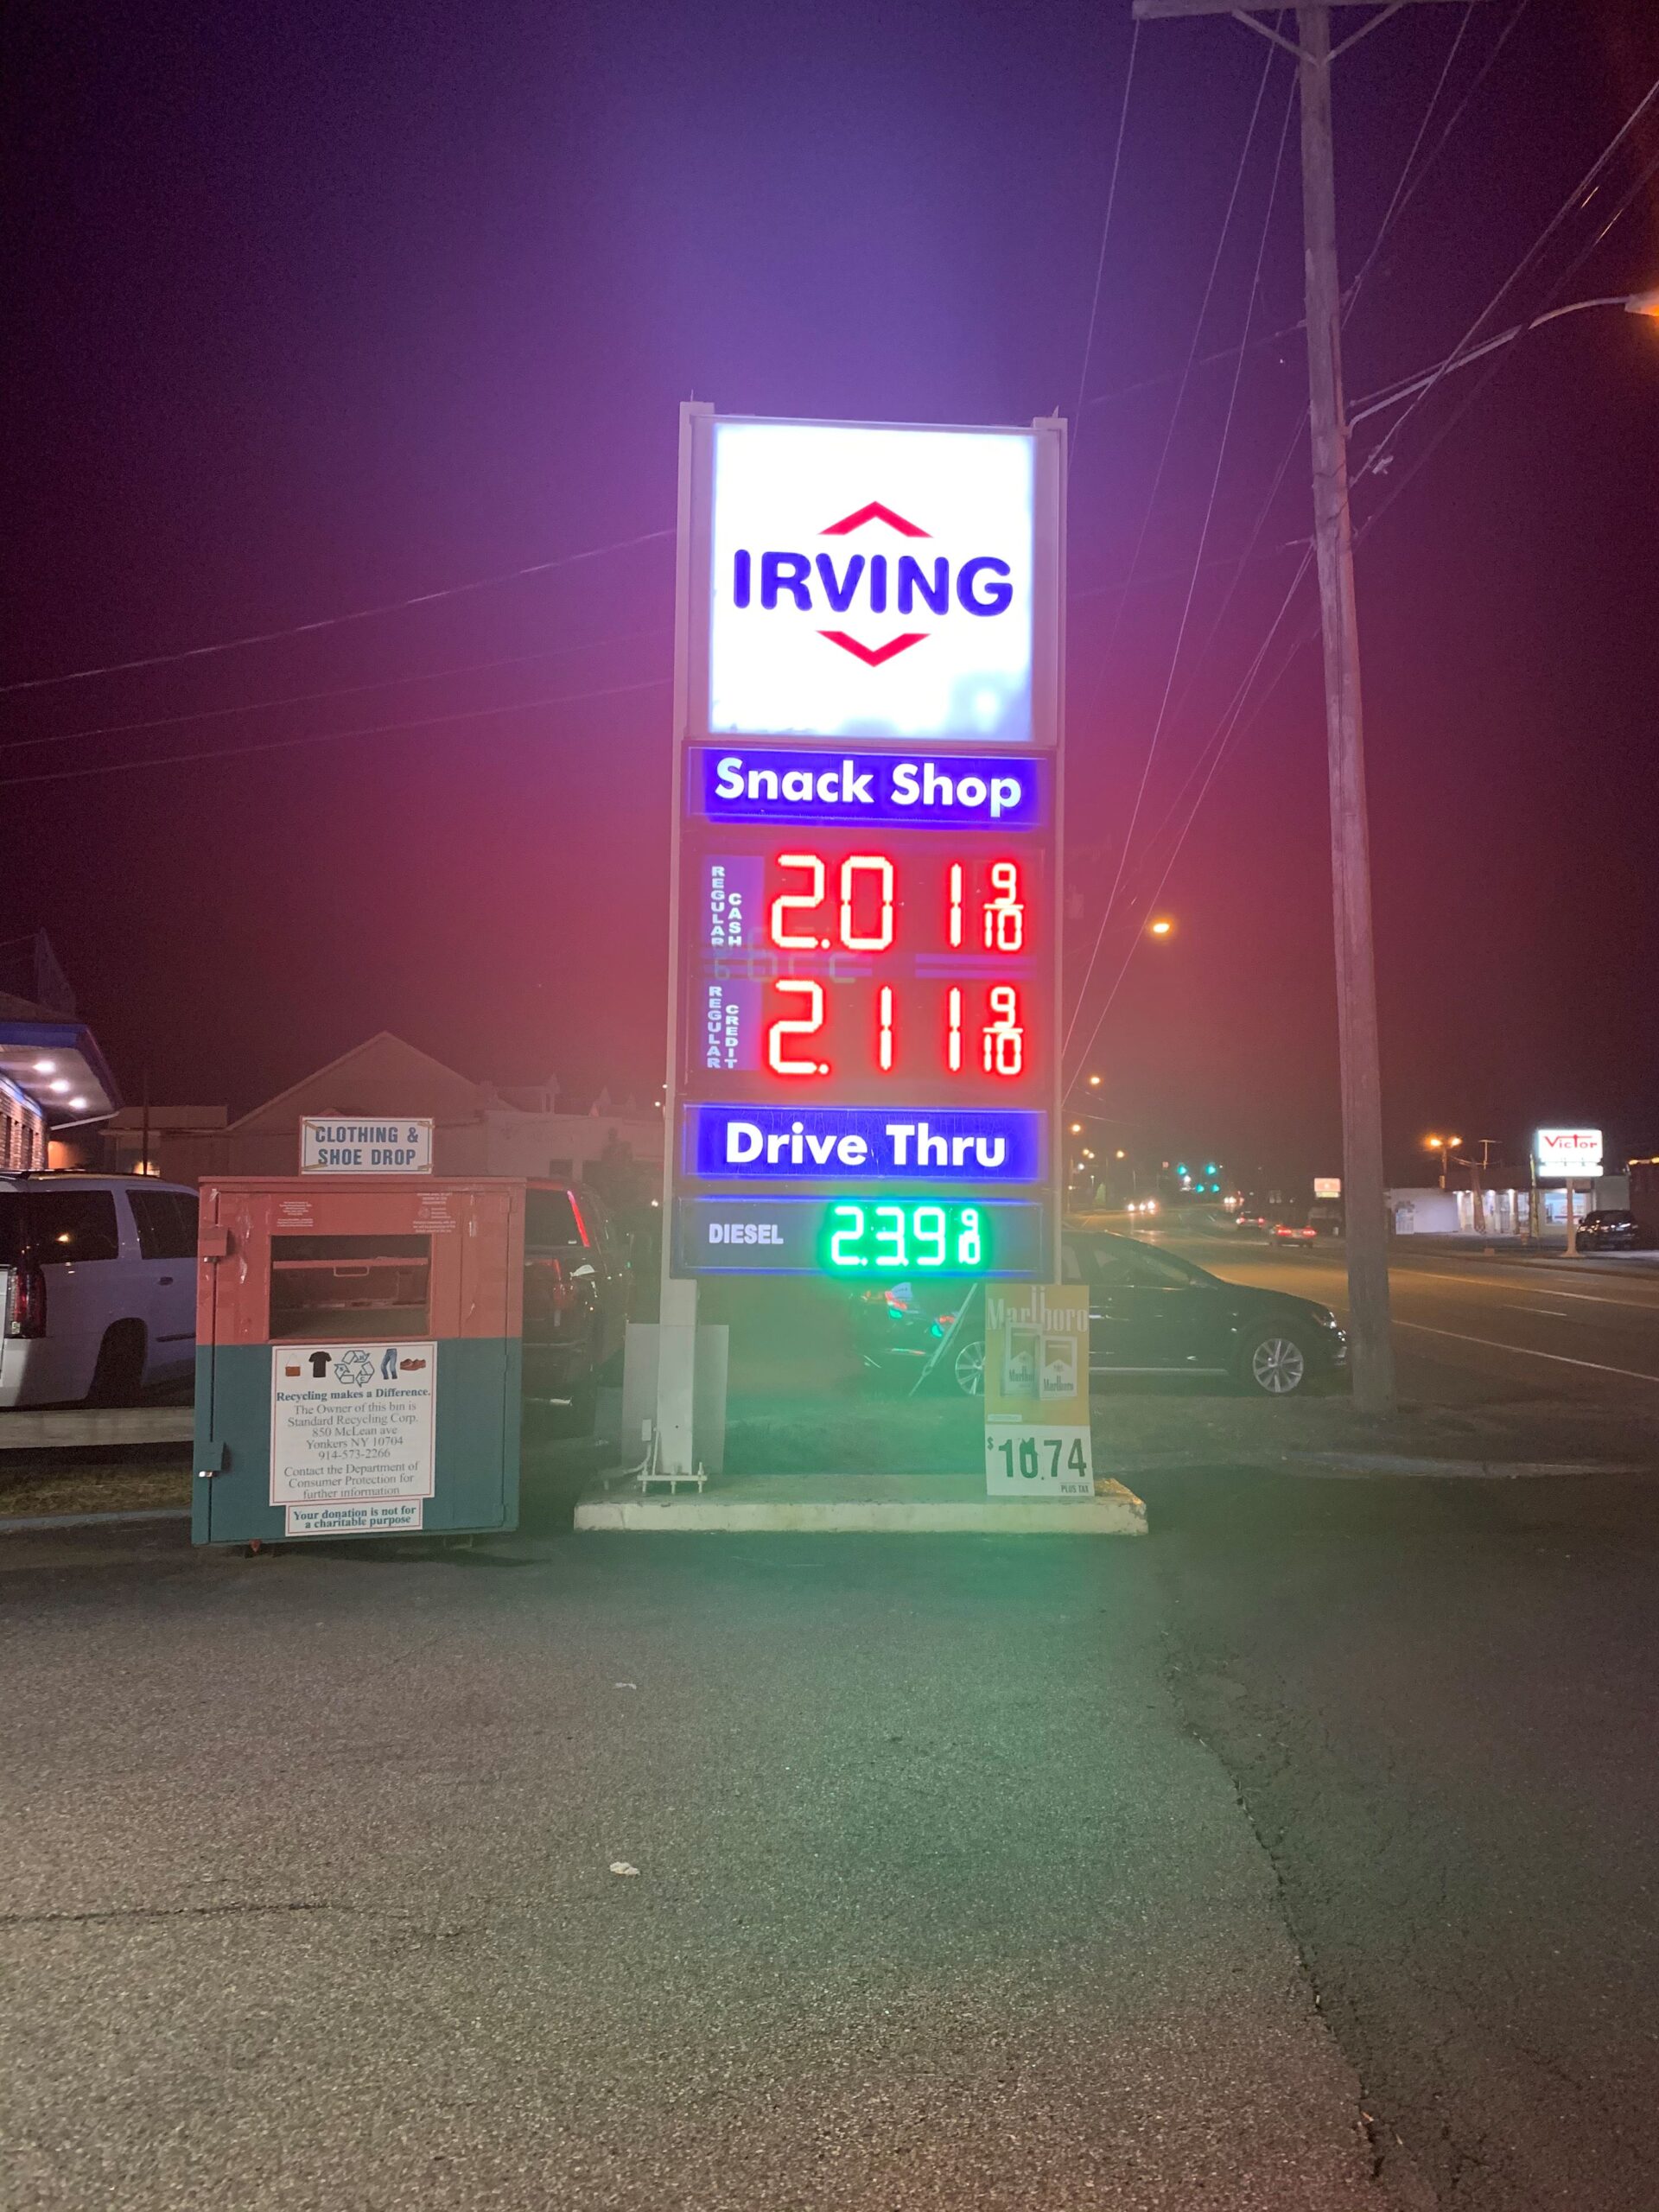 IRVING
Snack Shop
REGULAR CASH 2.01 9/10
REGULAR CREDIT 2.11 9/10
Drive Thru
DIESEL 2.39 9/10
CLOTHING &
SHOE DROP
Recycling makes a Difference.
The Owner of this bin is
Standard Recycling Corp.
850 McLean ave
Yonkers NY 10704
914-573-2266
Contact the Department of
Consumer Protection for
further information
Your donation is not for
a charitable purpose
Marlboro
Marlboro
$10.74
PLUS TAX
Victor